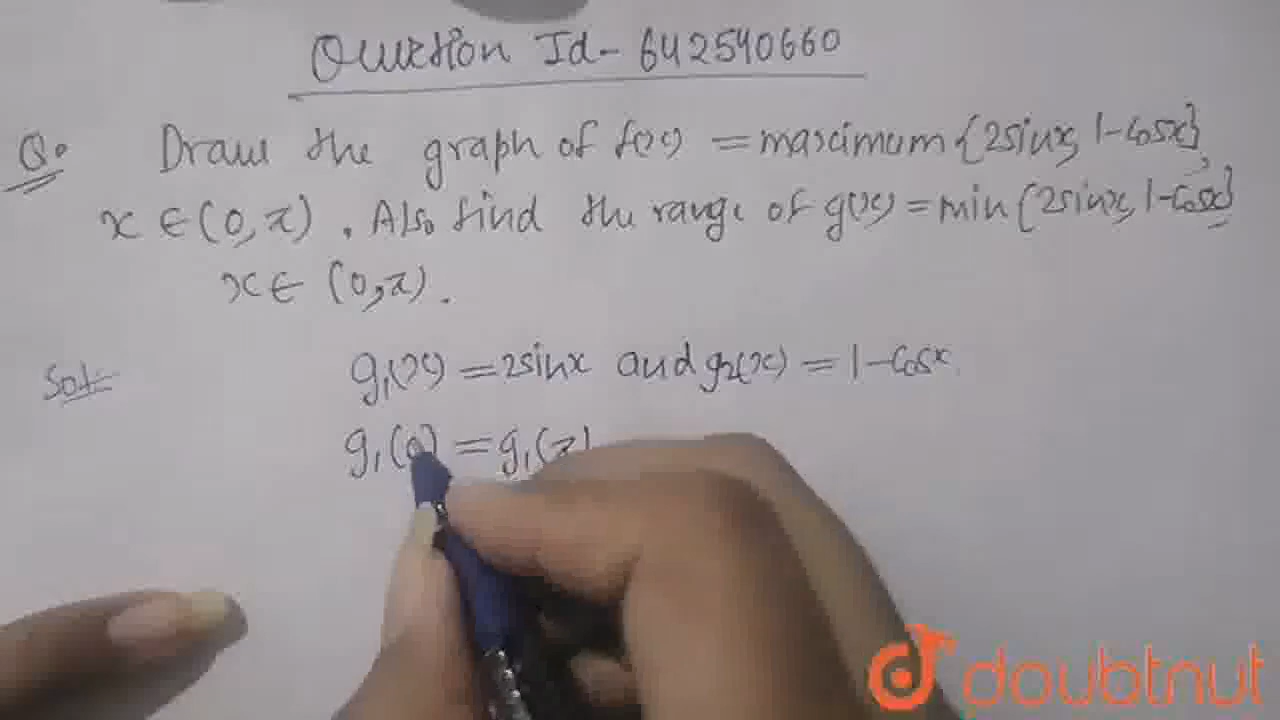 Question Id - 642540660
Q. Draw the graph of f(x) = maximum {2sinx, 1-cosx},
x ∈ (0, π). Also find the range of g(x) = min {2sinx, 1-cosx}
x ∈ (0, π).
Sol:-
g₁(x) = 2sinx and g₂(x) = 1-cosx
g₁(0) = g₁(π)
doubtnut